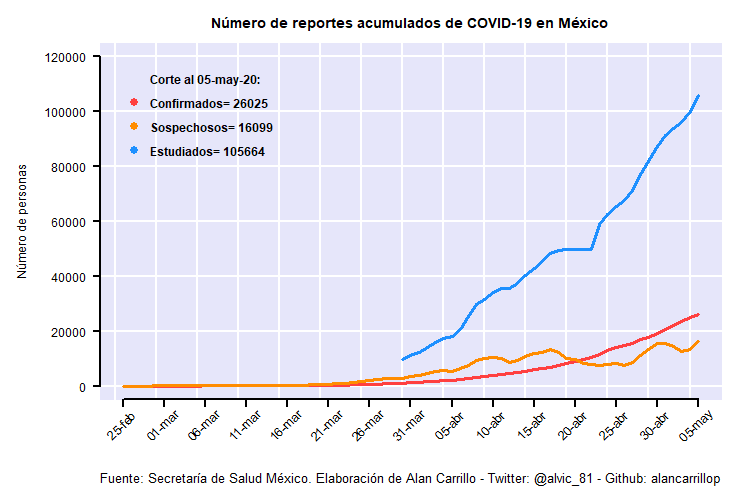 Número de reportes acumulados de COVID-19 en México
120000
100000
80000
60000
40000
20000
0
Número de personas
Corte al 05-may-20:
Confirmados= 26025
Sospechosos= 16099
Estudiados= 105664
25-feb
01-mar
06-mar
11-mar
16-mar
21-mar
26-mar
31-mar
05-abr
10-abr
15-abr
20-abr
25-abr
30-abr
05-may
Fuente: Secretaría de Salud México. Elaboración de Alan Carrillo - Twitter: @alvic_81 - Github: alancarrillop